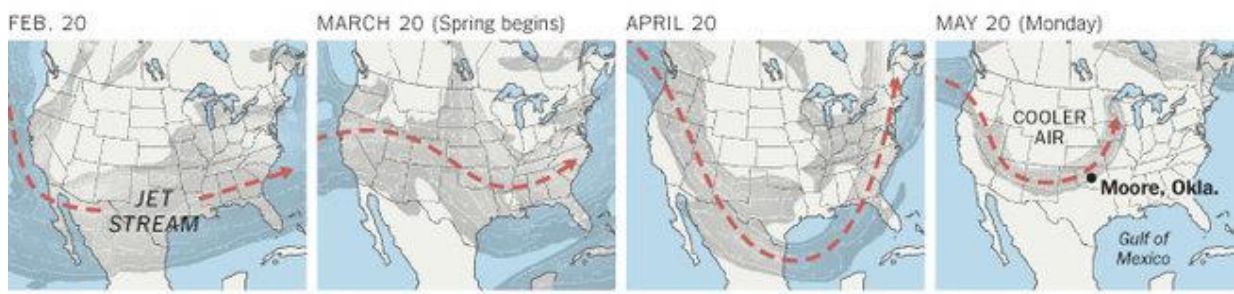 FEB. 20
JET
STREAM
MARCH 20 (Spring begins)
APRIL 20
MAY 20 (Monday)
COOLER
AIR
Moore, Okla.
Gulf of
Mexico